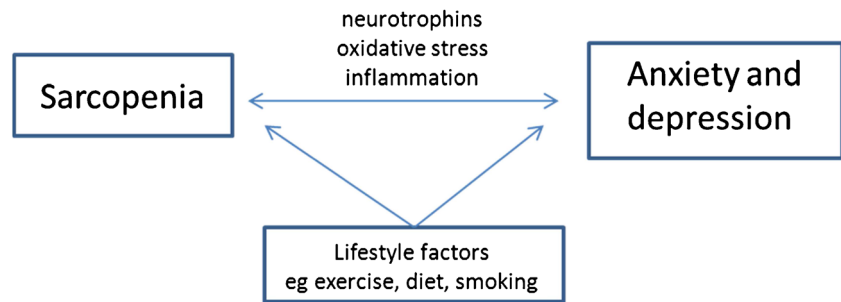 neurotrophins
oxidative stress
inflammation
Sarcopenia
Anxiety and
depression
Lifestyle factors
eg exercise, diet, smoking